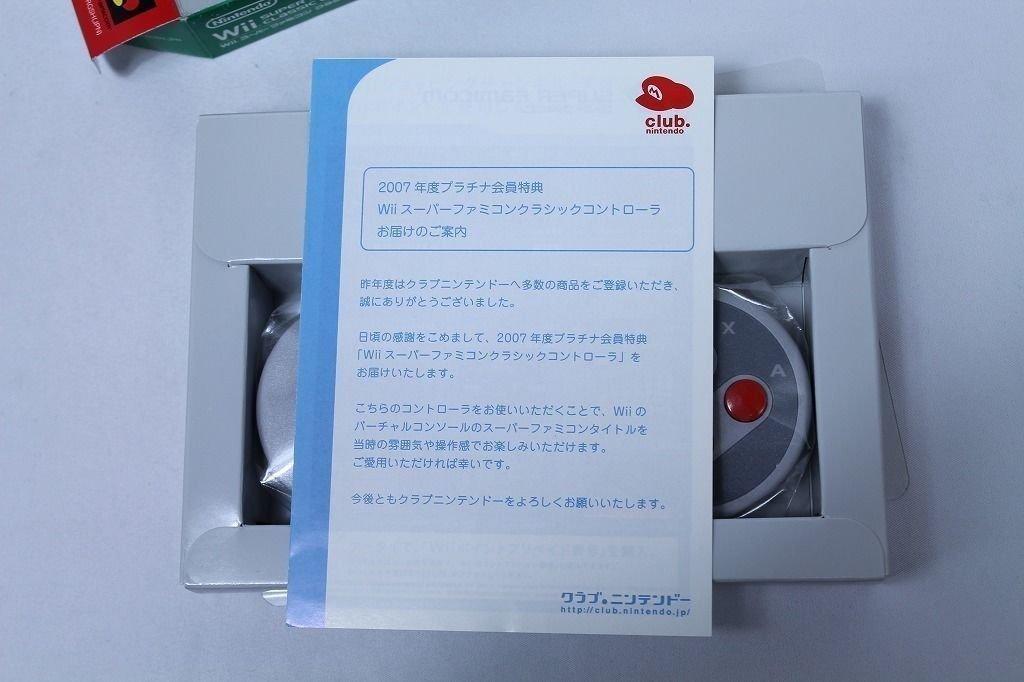 Nintendo
Wii SUPER
Wii スーパー
M
club.
nintendo
2007 年度プラチナ会員特典
Wii スーパーファミコンクラシックコントローラ
お届けのご案内
昨年度はクラブニンテンドーへ多数の商品をご登録いただき、
誠にありがとうございました。
日頃の感謝をこめまして、2007 年度プラチナ会員特典
「Wii スーパーファミコンクラシックコントローラ」を
お届けいたします。
こちらのコントローラをお使いいただくことで、Wii の
バーチャルコンソールのスーパーファミコンタイトルを
当時の雰囲気や操作感でお楽しみいただけます。
ご愛用いただければ幸いです。
今後ともクラブニンテンドーをよろしくお願いいたします。
クラブ・ニンテンドー
http://club.nintendo.jp/
X
A